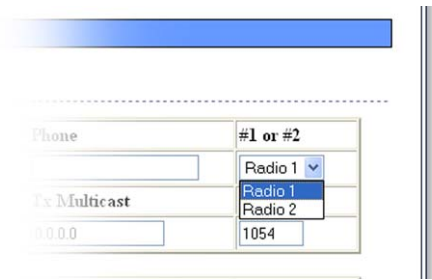 Phone #1 or #2
Radio 1
Radio 1
Tx Multicast Radio 2
0.0.0.0 1054